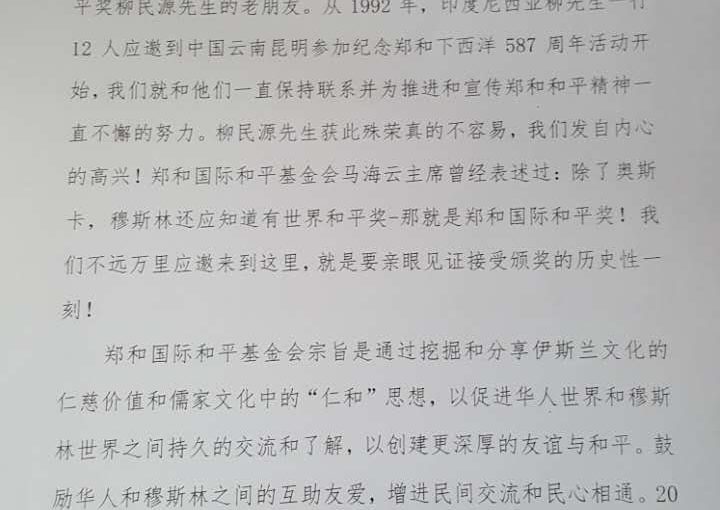 平奖柳民源先生的老朋友。从 1992 年，印度尼西亚柳先生一行
12 人应邀到中国云南昆明参加纪念郑和下西洋 587 周年活动开
始，我们就和他们一直保持联系并为推进和宣传郑和和平精神一
直不懈的努力。柳民源先生获此殊荣真的不容易，我们发自内心
的高兴！郑和国际和平基金会马海云主席曾经表述过：除了奥斯
卡，穆斯林还应知道有世界和平奖-那就是郑和国际和平奖！我
们不远万里应邀来到这里，就是要亲眼见证接受颁奖的历史性一
刻！
郑和国际和平基金会宗旨是通过挖掘和分享伊斯兰文化的
仁慈价值和儒家文化中的“仁和”思想，以促进华人世界和穆斯
林世界之间持久的交流和了解，以创建更深厚的友谊与和平。鼓
励华人和穆斯林之间的互助友爱，增进民间交流和民心相通。20